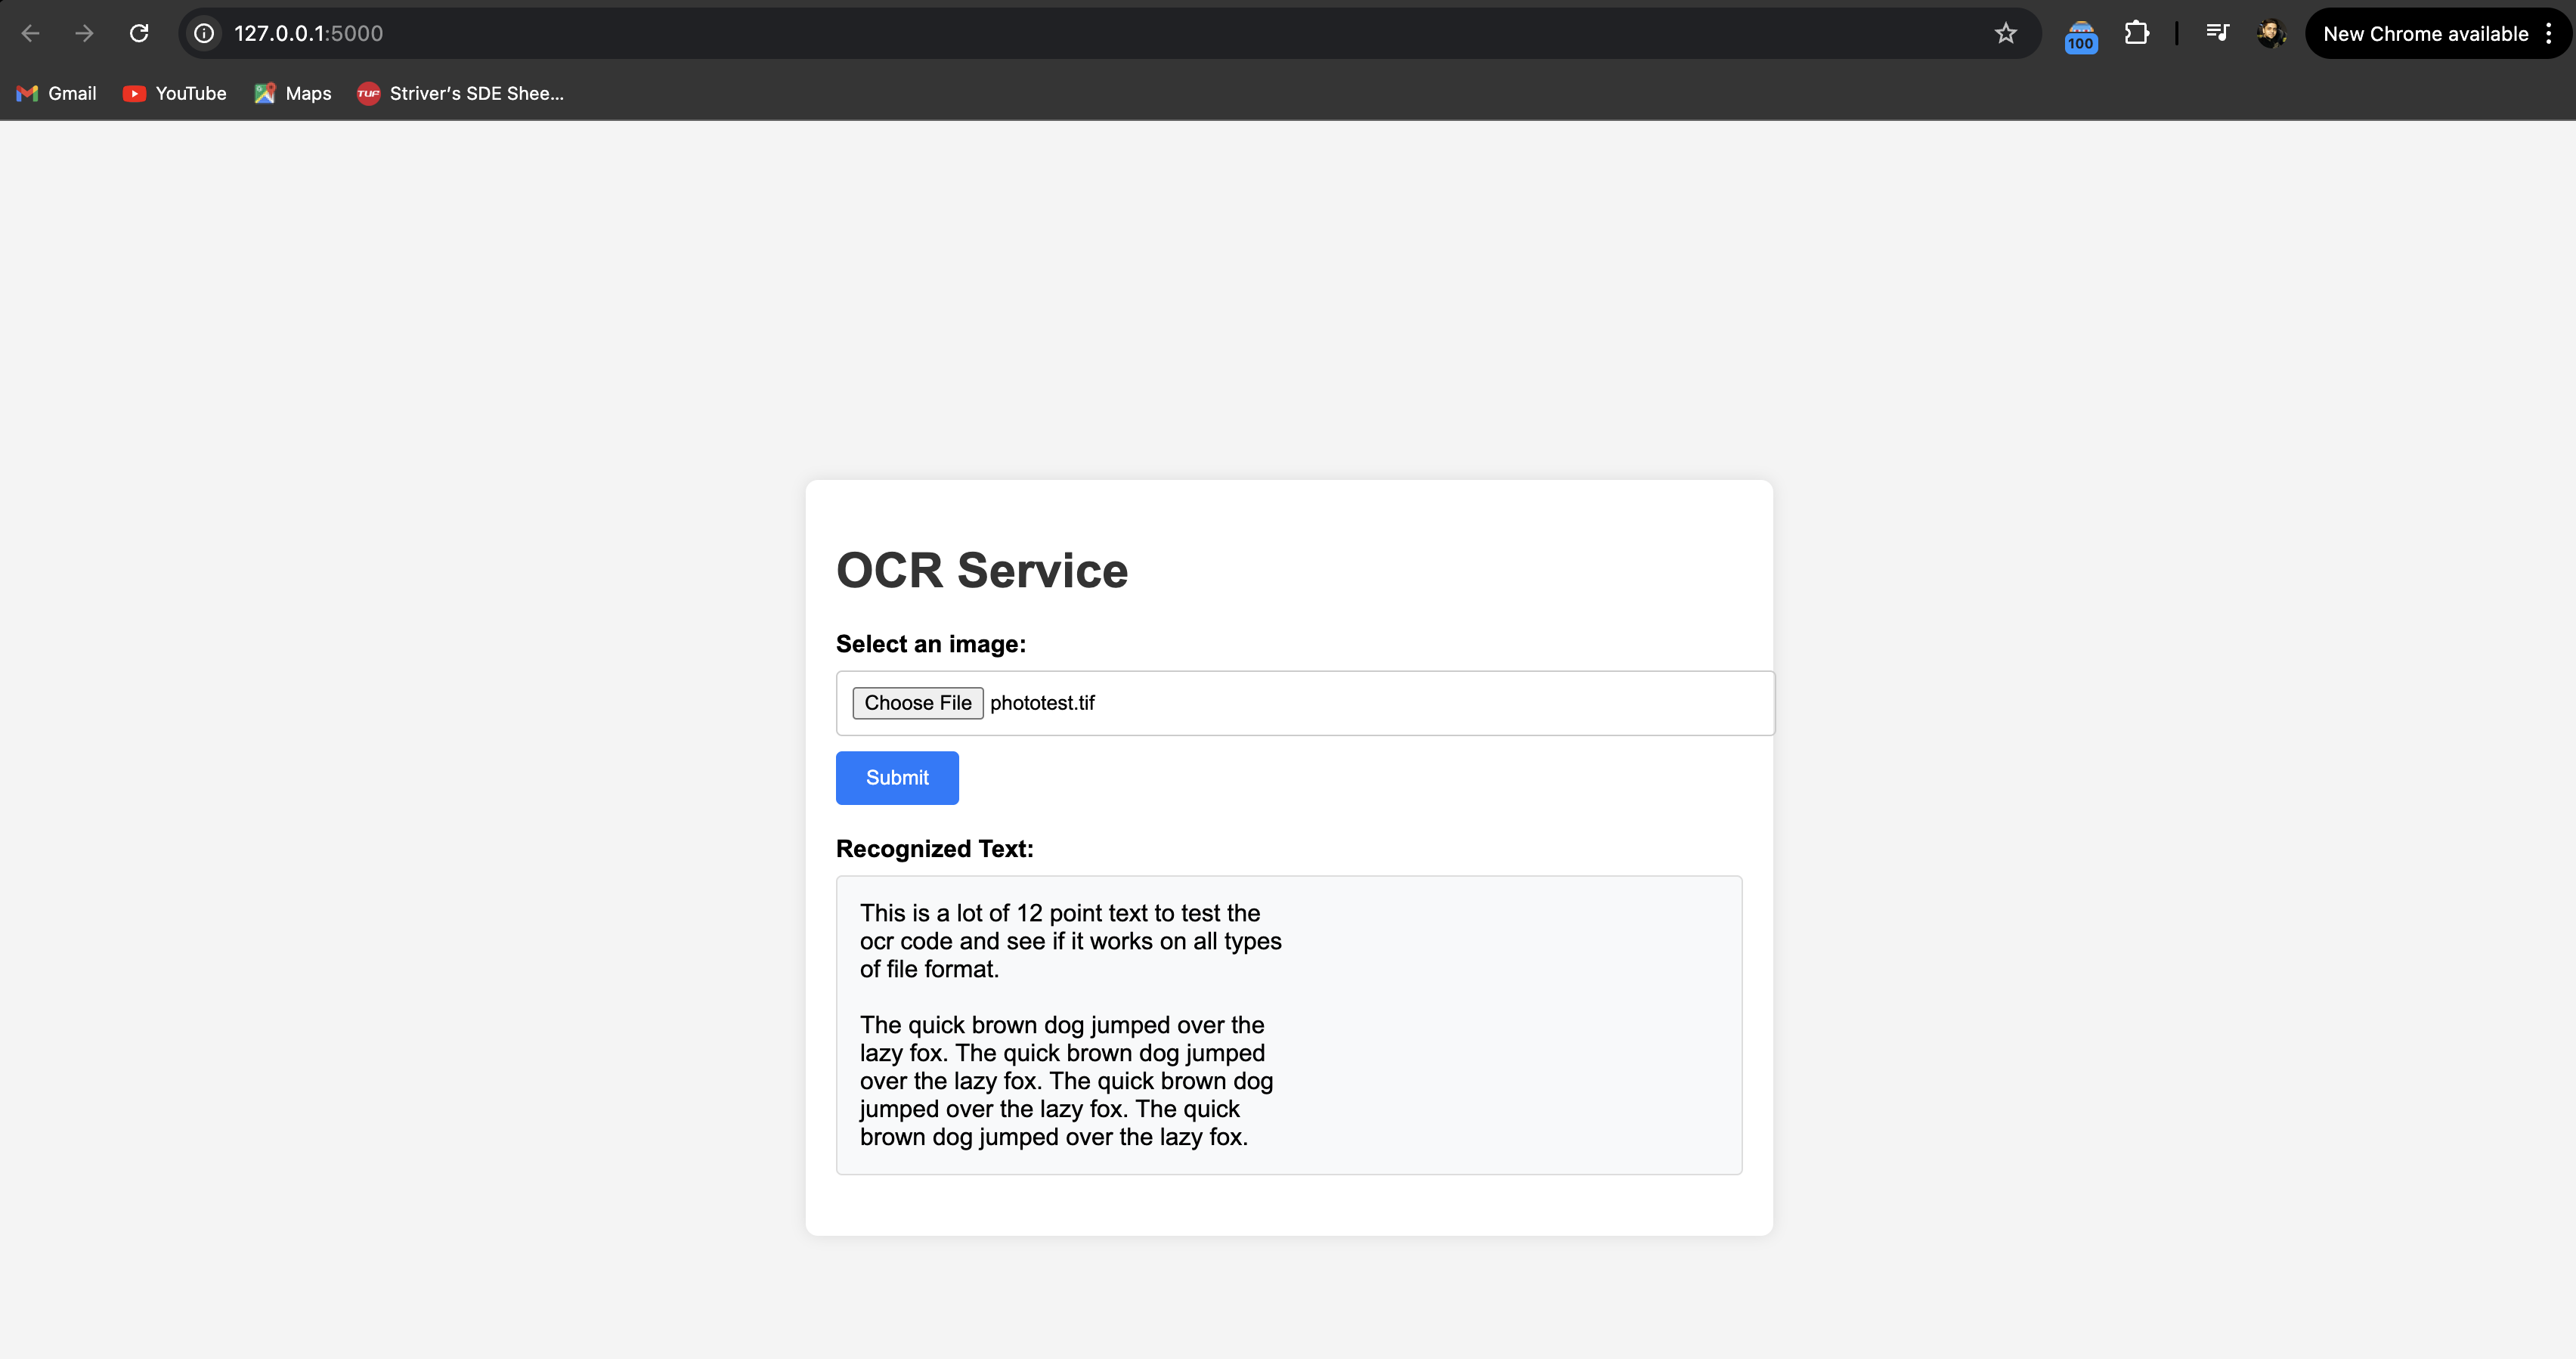 127.0.0.1:5000
100
New Chrome available
Gmail
YouTube
Maps
TUF
Striver's SDE Shee...
OCR Service
Select an image:
Choose File phototest.tif
Submit
Recognized Text:
This is a lot of 12 point text to test the
ocr code and see if it works on all types
of file format.
The quick brown dog jumped over the
lazy fox. The quick brown dog jumped
over the lazy fox. The quick brown dog
jumped over the lazy fox. The quick
brown dog jumped over the lazy fox.